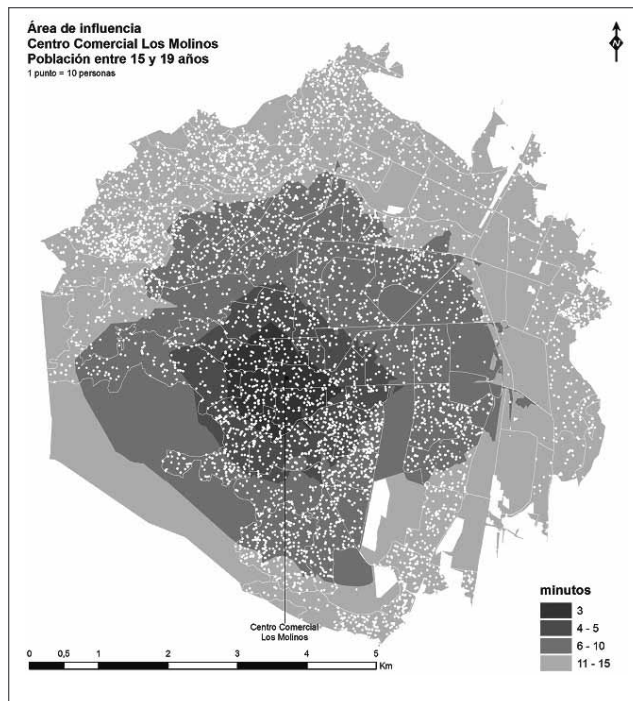 Área de influencia
Centro Comercial Los Molinos
Población entre 15 y 19 años
1 punto = 10 personas
N
Centro Comercial
Los Molinos
minutos
3
4 - 5
6 - 10
11 - 15
0 0,5 1 2 3 4 5
Km